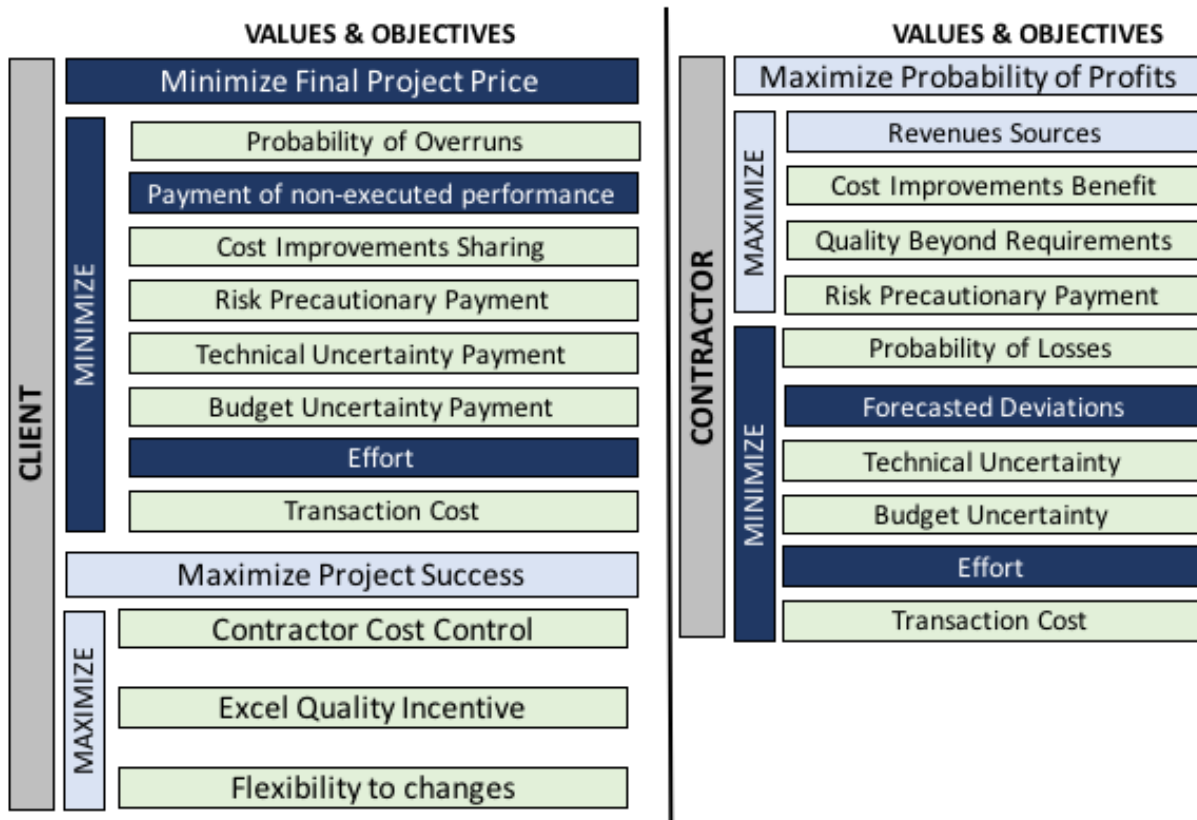 VALUES & OBJECTIVES
CLIENT
Minimize Final Project Price
MINIMIZE
Probability of Overruns
Payment of non-executed performance
Cost Improvements Sharing
Risk Precautionary Payment
Technical Uncertainty Payment
Budget Uncertainty Payment
Effort
Transaction Cost
Maximize Project Success
MAXIMIZE
Contractor Cost Control
Excel Quality Incentive
Flexibility to changes
VALUES & OBJECTIVES
CONTRACTOR
Maximize Probability of Profits
MAXIMIZE
Revenues Sources
Cost Improvements Benefit
Quality Beyond Requirements
Risk Precautionary Payment
MINIMIZE
Probability of Losses
Forecasted Deviations
Technical Uncertainty
Budget Uncertainty
Effort
Transaction Cost